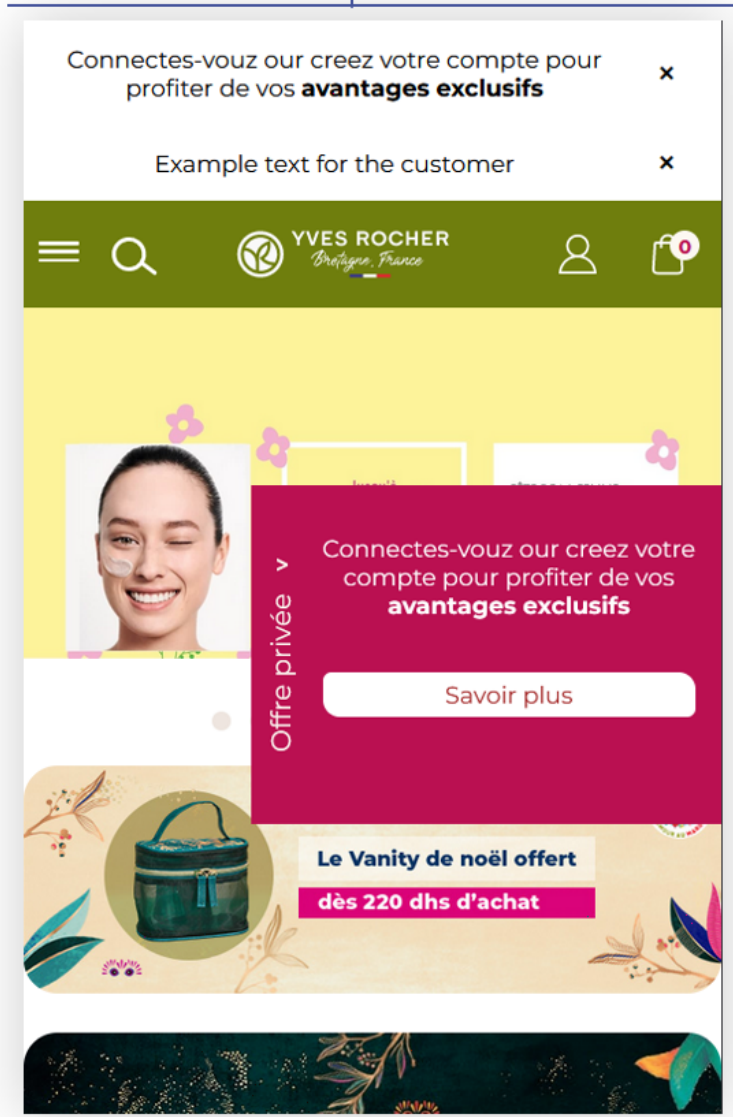 Connectes-vouz our creez votre compte pour
profiter de vos avantages exclusifs
×
Example text for the customer
×
YVES ROCHER
Bretagne, France
0
Offre privée
Connectes-vouz our creez votre
compte pour profiter de vos
avantages exclusifs
Savoir plus
Le Vanity de noël offert
dès 220 dhs d'achat